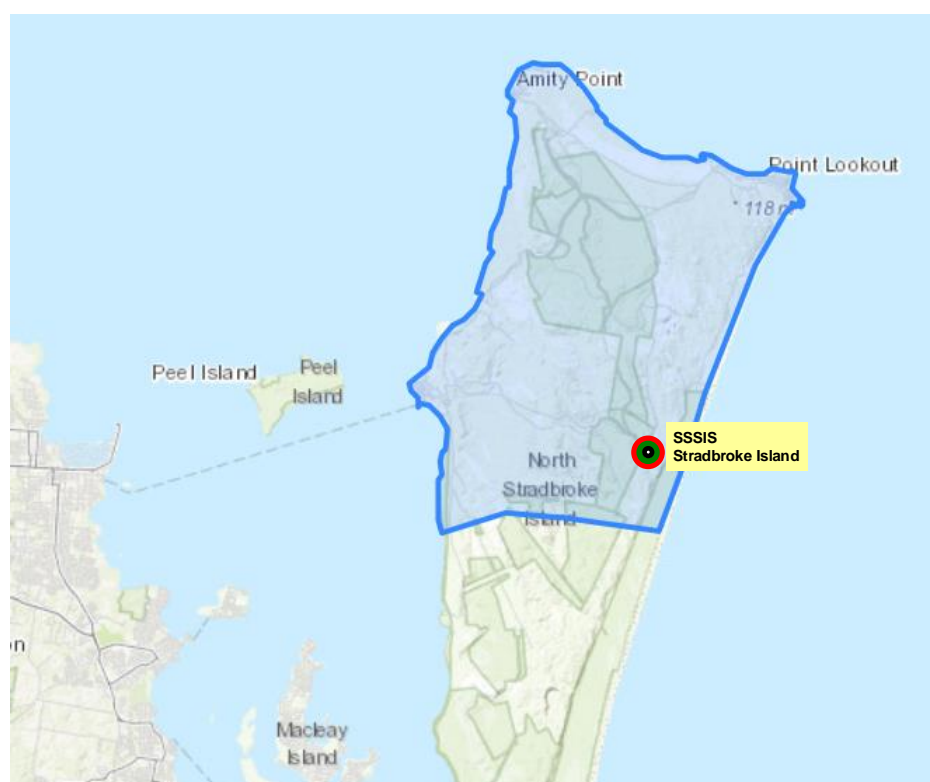 Amity Point
Point Lookout
118 m
Peel Island
Peel
Island
SSSIS
Stradbroke Island
North
Stradbroke
Island
on
Macleay
Island